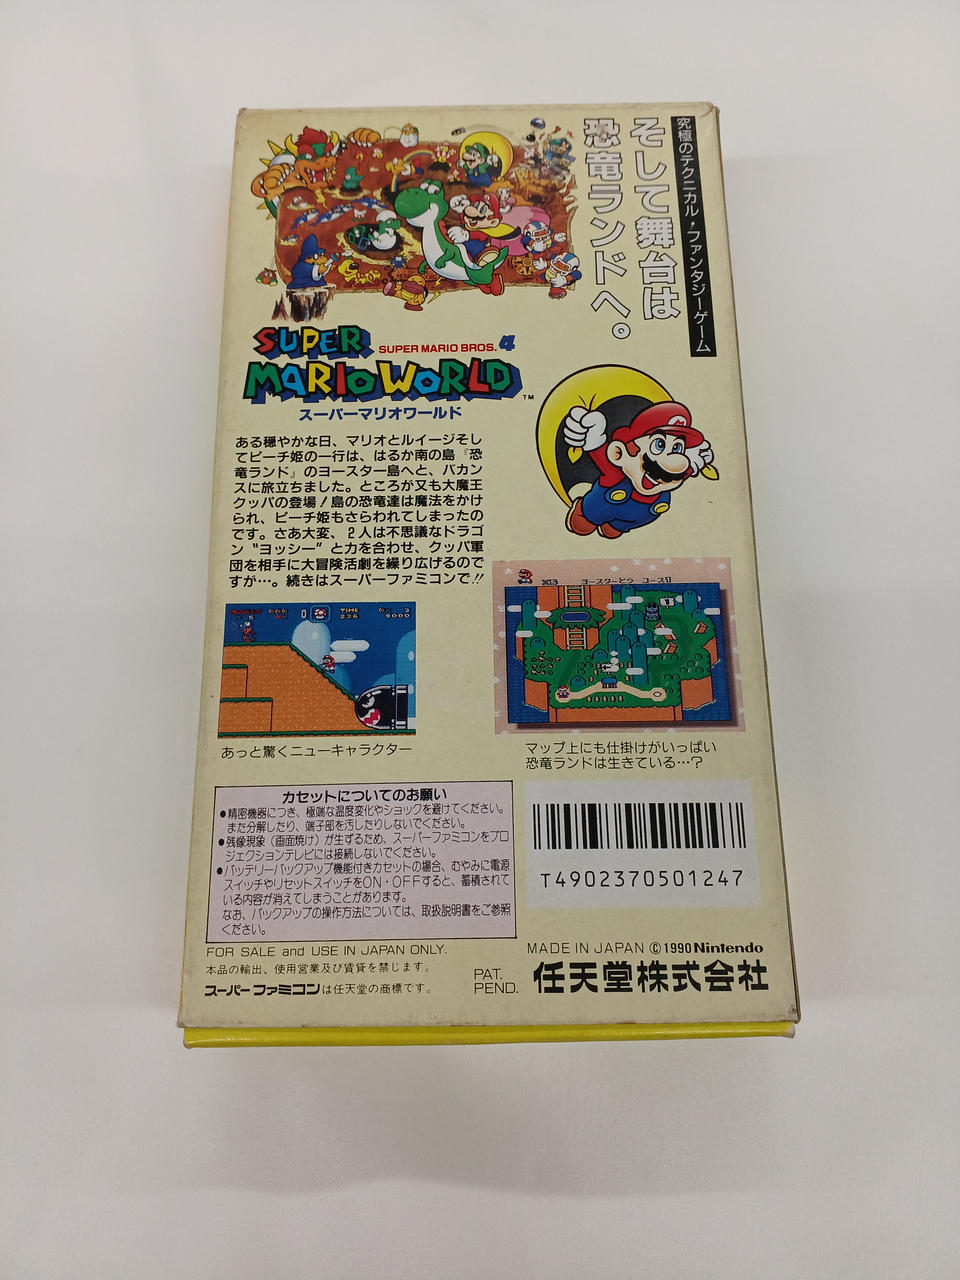 究極のテクニカル・ファンタジーゲーム
そして舞台は
恐竜ランドへ。
SUPER
SUPER MARIO BROS. 4
MARIO WORLD™
スーパーマリオワールド
ある穏やかな日、マリオとルイージそし
てピーチ姫の一行は、はるか南の島『恐
竜ランド』のヨースター島へと、バカン
スに旅立ちました。ところが又も大魔王
クッパの登場！島の恐竜達は魔法をかけ
られ、ピーチ姫もさらわれてしまったの
です。さあ大変、2人は不思議なドラゴ
ン“ヨッシー”と力を合わせ、クッパ軍
団を相手に大冒険活劇を繰り広げるので
すが…。続きはスーパーファミコンで!!
TIME
236
3
9000
ヨースターとう コース1
あっと驚くニューキャラクター
マップ上にも仕掛けがいっぱい
恐竜ランドは生きている…？
カセットについてのお願い
●精密機器につき、極端な温度変化やショックを避けてください。
また分解したり、端子部を汚したりしないでください。
●残像現象（画面焼け）が生ずるため、スーパーファミコンをプロ
ジェクションテレビには接続しないでください。
●バッテリーバックアップ機能付きカセットの場合、むやみに電源
スイッチやリセットスイッチをON・OFFすると、蓄積されて
いる内容が消えてしまうことがあります。
なお、バックアップの操作方法については、取扱説明書をご参照
ください。
T4902370501247
FOR SALE and USE IN JAPAN ONLY.
本品の輸出、使用営業及び賃貸を禁じます。
スーパーファミコンは任天堂の商標です。
PAT.
PEND.
MADE IN JAPAN ©1990 Nintendo
任天堂株式会社